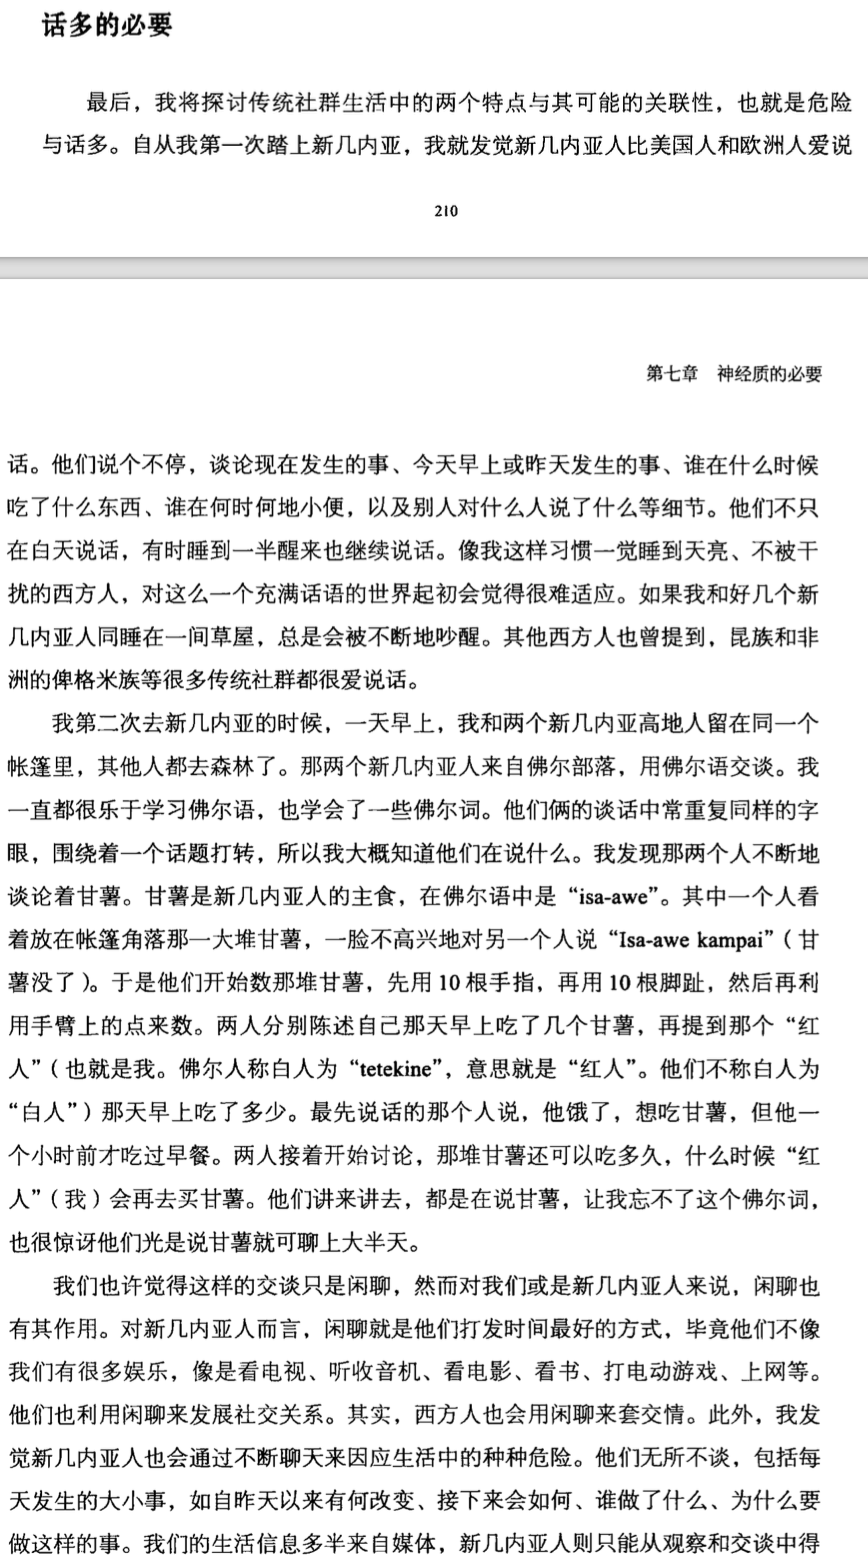 话多的必要
最后，我将探讨传统社群生活中的两个特点与其可能的关联性，也就是危险
与话多。自从我第一次踏上新几内亚，我就发觉新几内亚人比美国人和欧洲人爱说
210
第七章 神经质的必要
话。他们说个不停，谈论现在发生的事、今天早上或昨天发生的事、谁在什么时候
吃了什么东西、谁在何时何地小便，以及别人对什么人说了什么等细节。他们不只
在白天说话，有时睡到一半醒来也继续说话。像我这样习惯一觉睡到天亮、不被干
扰的西方人，对这么一个充满话语的世界起初会觉得很难适应。如果我和好几个新
几内亚人同睡在一间草屋，总是会被不断地吵醒。其他西方人也曾提到，昆族和非
洲的俾格米族等很多传统社群都很爱说话。
我第二次去新几内亚的时候，一天早上，我和两个新几内亚高地人留在同一个
帐篷里，其他人都去森林了。那两个新几内亚人来自佛尔部落，用佛尔语交谈。我
一直都很乐于学习佛尔语，也学会了一些佛尔词。他们俩的谈话中常重复同样的字
眼，围绕着一个话题打转，所以我大概知道他们在说什么。我发现那两个人不断地
谈论着甘薯。甘薯是新几内亚人的主食，在佛尔语中是“isa-awe”。其中一个人看
着放在帐篷角落那一大堆甘薯，一脸不高兴地对另一个人说“Isa-awe kampai”（甘
薯没了）。于是他们开始数那堆甘薯，先用10根手指，再用10根脚趾，然后再利
用手臂上的点来数。两人分别陈述自己那天早上吃了几个甘薯，再提到那个“红
人”（也就是我。佛尔人称白人为“tetekine”，意思就是“红人”。他们不称白人为
“白人”）那天早上吃了多少。最先说话的那个人说，他饿了，想吃甘薯，但他一
个小时前才吃过早餐。两人接着开始讨论，那堆甘薯还可以吃多久，什么时候“红
人”（我）会再去买甘薯。他们讲来讲去，都是在说甘薯，让我忘不了这个佛尔词，
也很惊讶他们光是说甘薯就可聊上大半天。
我们也许觉得这样的交谈只是闲聊，然而对我们或是新几内亚人来说，闲聊也
有其作用。对新几内亚人而言，闲聊就是他们打发时间最好的方式，毕竟他们不像
我们有很多娱乐，像是看电视、听收音机、看电影、看书、打电动游戏、上网等。
他们也利用闲聊来发展社交关系。其实，西方人也会用闲聊来套交情。此外，我发
觉新几内亚人也会通过不断聊天来因应生活中的种种危险。他们无所不谈，包括每
天发生的大小事，如自昨天以来有何改变、接下来会如何、谁做了什么、为什么要
做这样的事。我们的生活信息多半来自媒体，新几内亚人则只能从观察和交谈中得